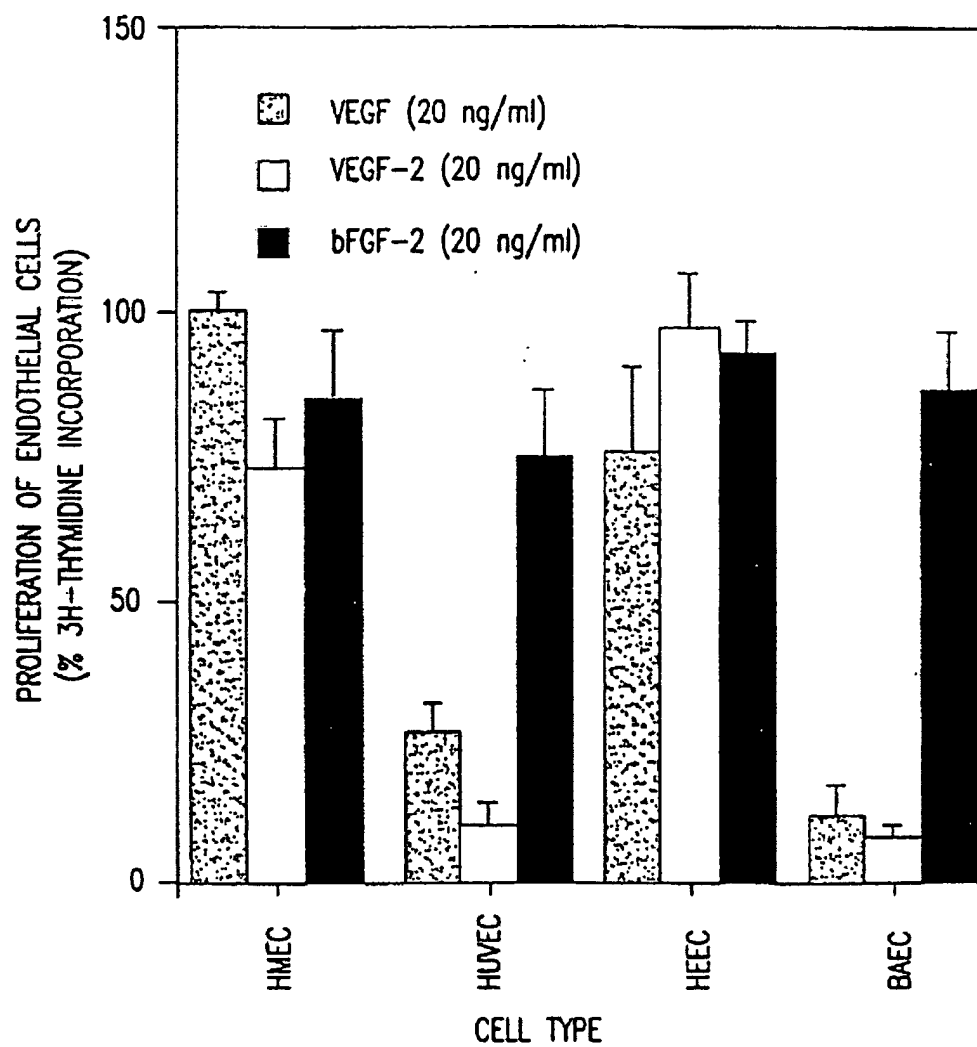 150
VEGF (20 ng/ml)
VEGF-2 (20 ng/ml)
bFGF-2 (20 ng/ml)
PROLIFERATION OF ENDOTHELIAL CELLS
(% 3H-THYMIDINE INCORPORATION)
100
50
0
HMEC
HUVEC
HEEC
BAEC
CELL TYPE